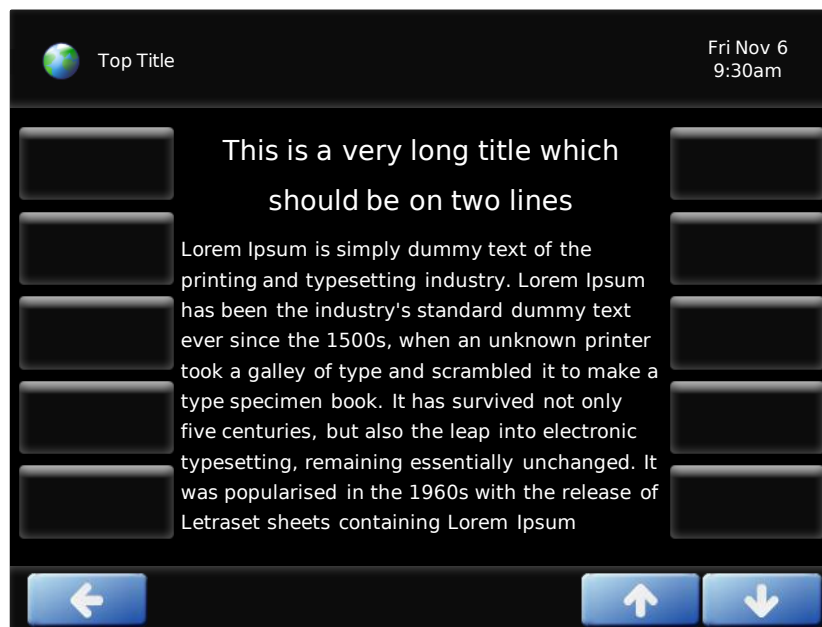 Top Title
Fri Nov 6
9:30am
This is a very long title which
should be on two lines
Lorem Ipsum is simply dummy text of the
printing and typesetting industry. Lorem Ipsum
has been the industry's standard dummy text
ever since the 1500s, when an unknown printer
took a galley of type and scrambled it to make a
type specimen book. It has survived not only
five centuries, but also the leap into electronic
typesetting, remaining essentially unchanged. It
was popularised in the 1960s with the release of
Letraset sheets containing Lorem Ipsum